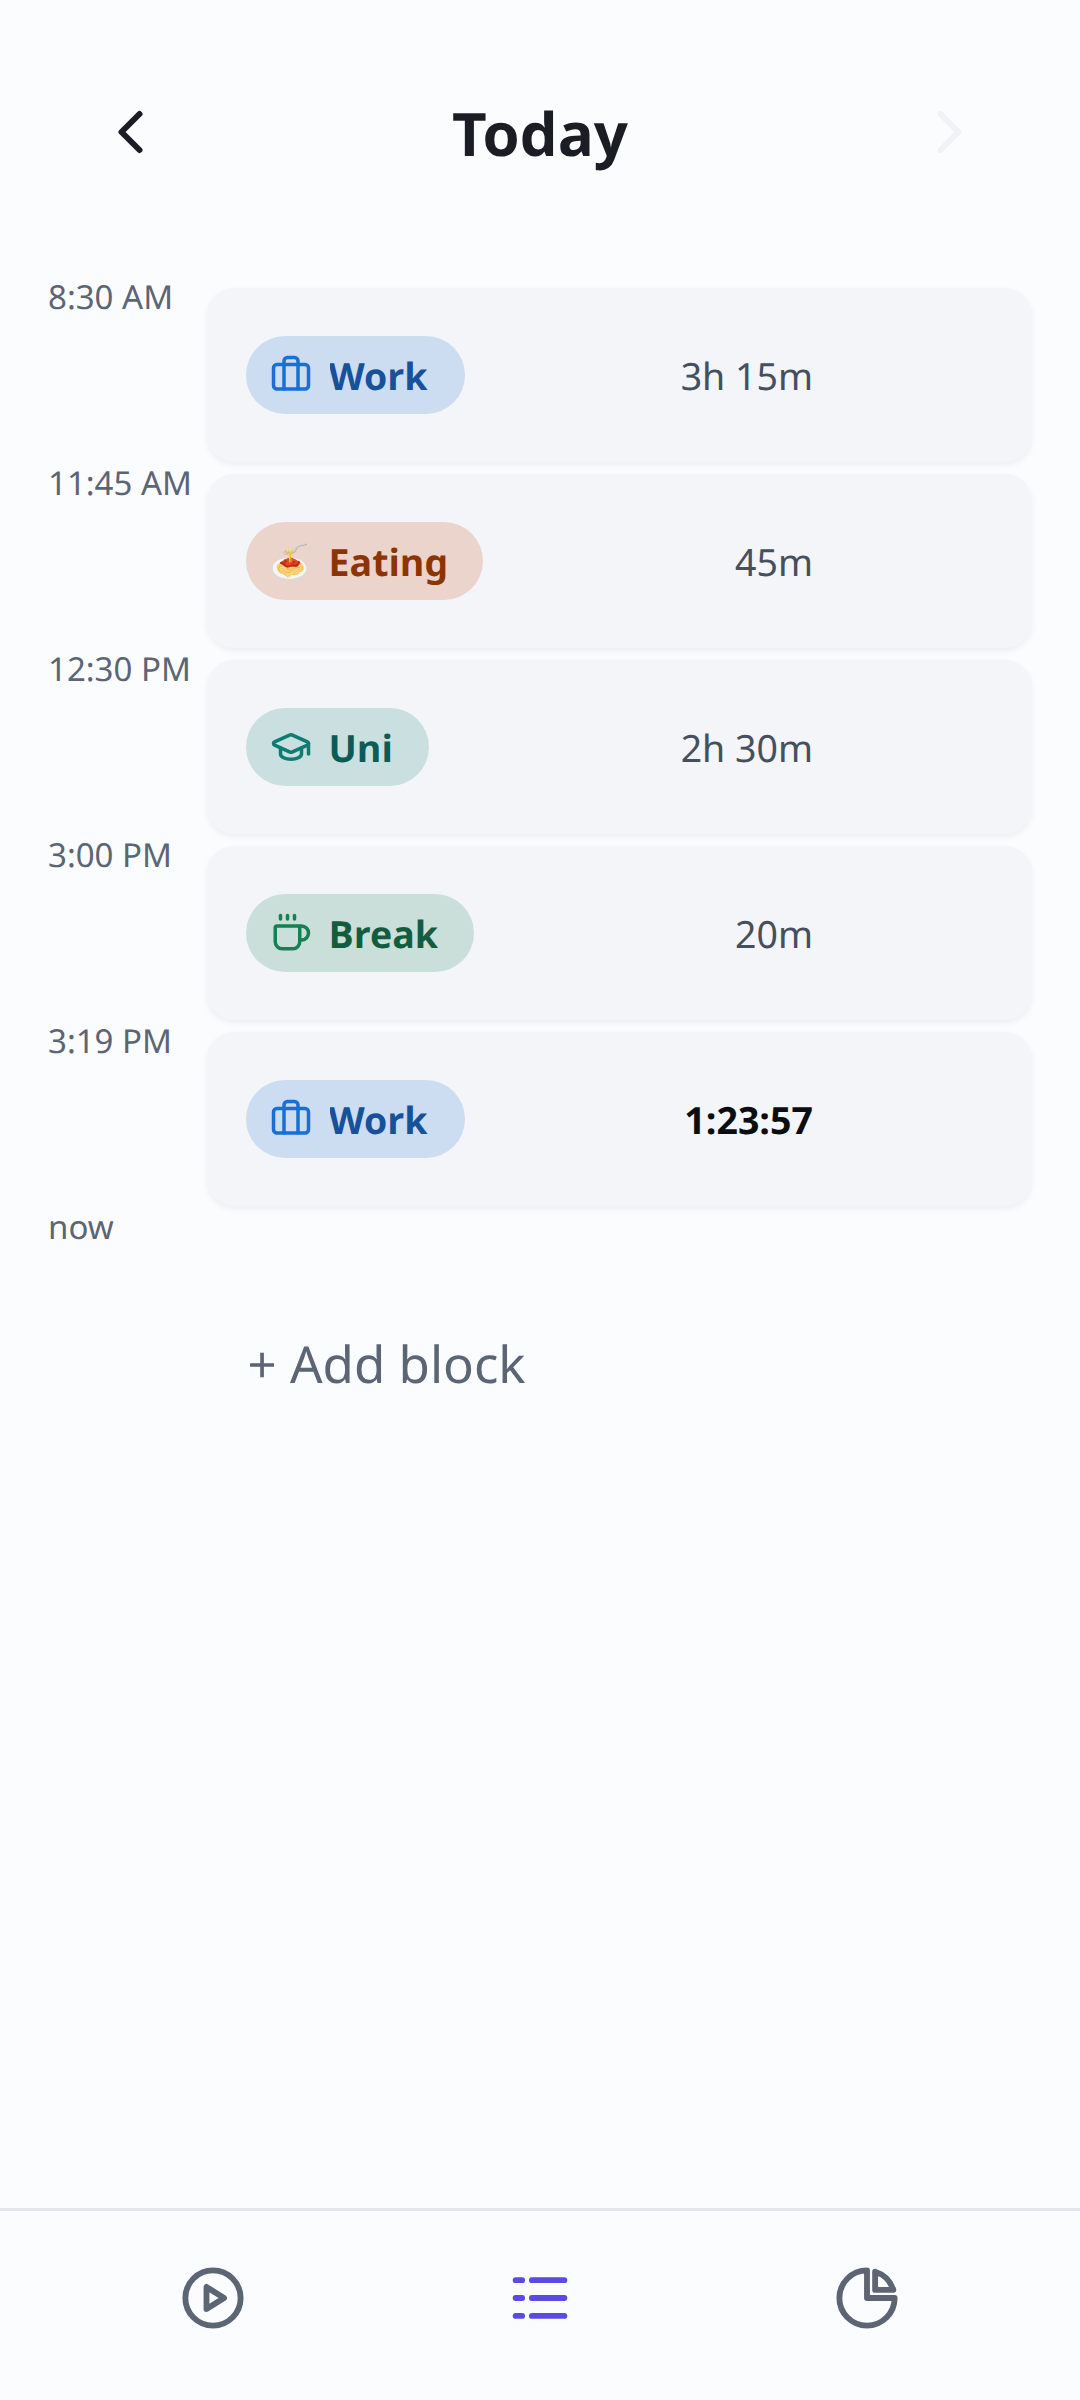 Today
8:30 AM
Work 3h 15m
11:45 AM
Eating 45m
12:30 PM
Uni 2h 30m
3:00 PM
Break 20m
3:19 PM
Work 1:23:57
now
+ Add block